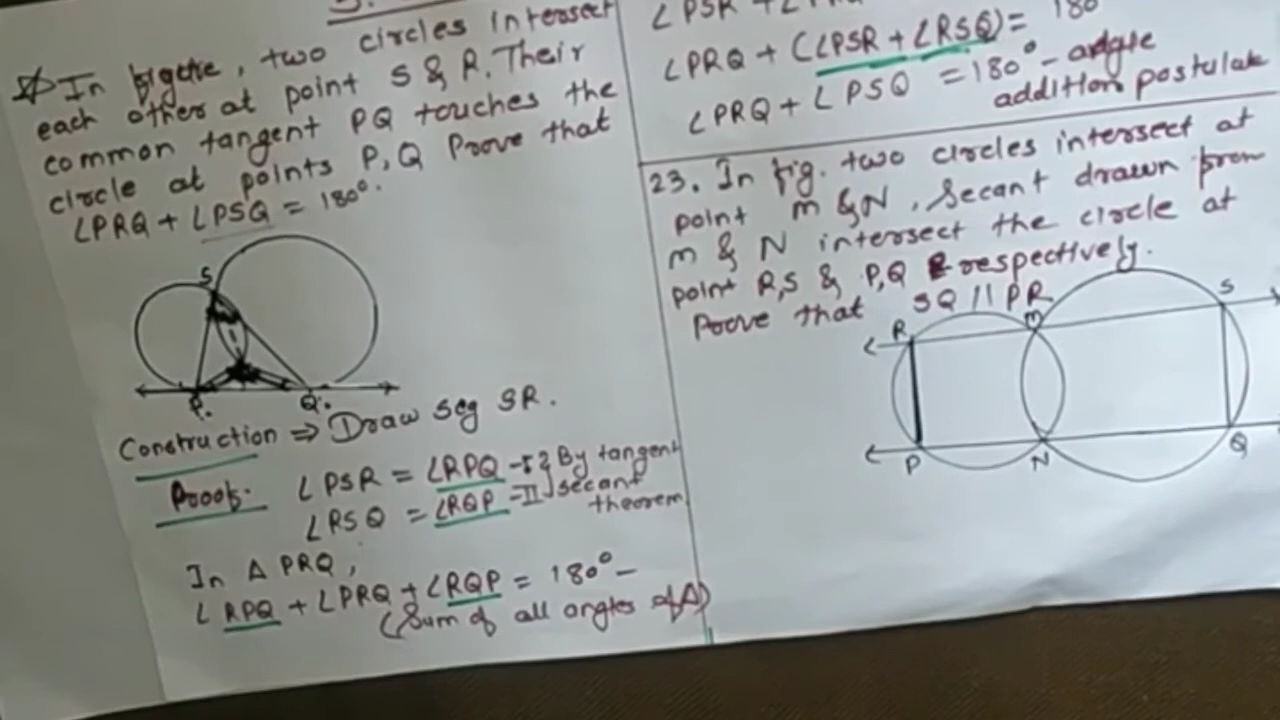 In figure, two circles intersect
each other at point S & R. Their
common tangent PQ touches the
circle at points P, Q Prove that
∠PRQ + ∠PSQ = 180°.
S
P.
Q.
Construction ⇒ Draw seg SR.
Proof:- ∠PSR = ∠RPQ - I } By tangent
∠RSQ = ∠RQP - II } secant
theorem
In Δ PRQ,
∠RPQ + ∠PRQ + ∠RQP = 180° -
(Sum of all angles of Δ)
∠PSR +
∠PRQ + (∠PSR + ∠RSQ) = 180
∠PRQ + ∠PSQ = 180° - angle
addition postulate
23. In fig. two circles intersect at
point M & N, Secant drawn from
M & N intersect the circle at
point R,S & P,Q respectively.
Prove that SQ || PR
R
M
S
P
N
Q